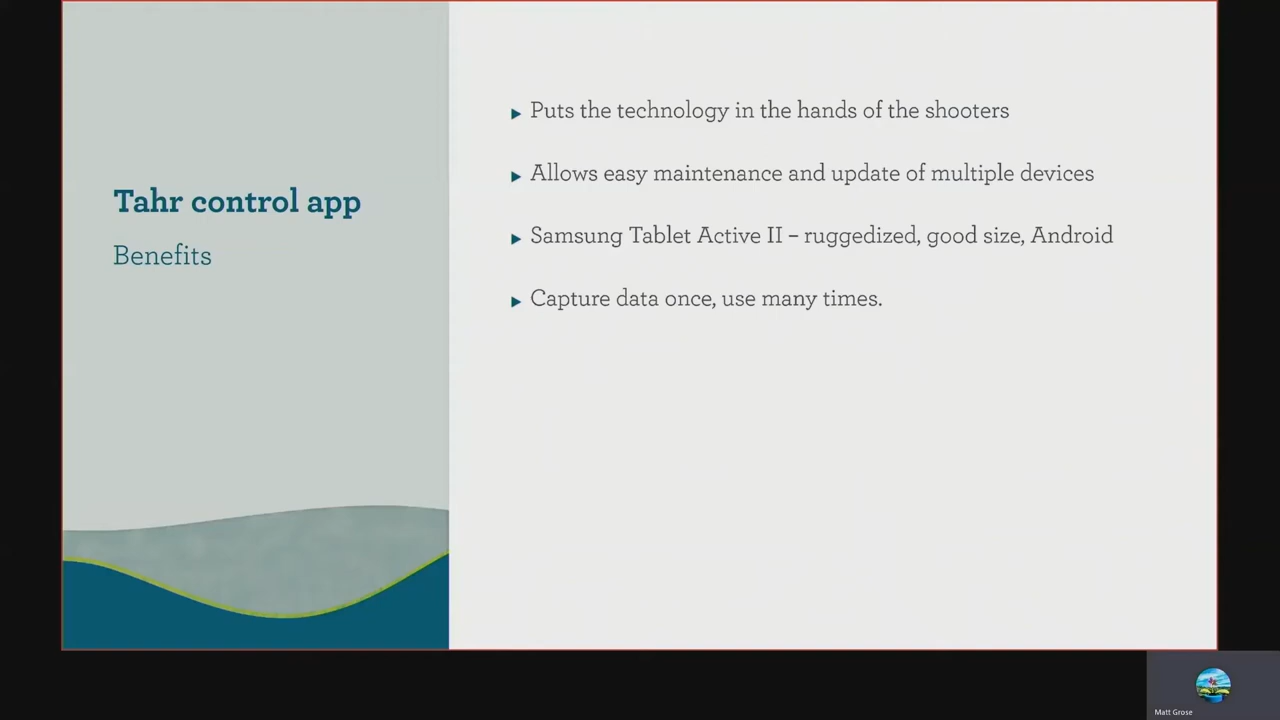 Tahr control app
Benefits
Puts the technology in the hands of the shooters
Allows easy maintenance and update of multiple devices
Samsung Tablet Active II – ruggedized, good size, Android
Capture data once, use many times.
Matt Grose